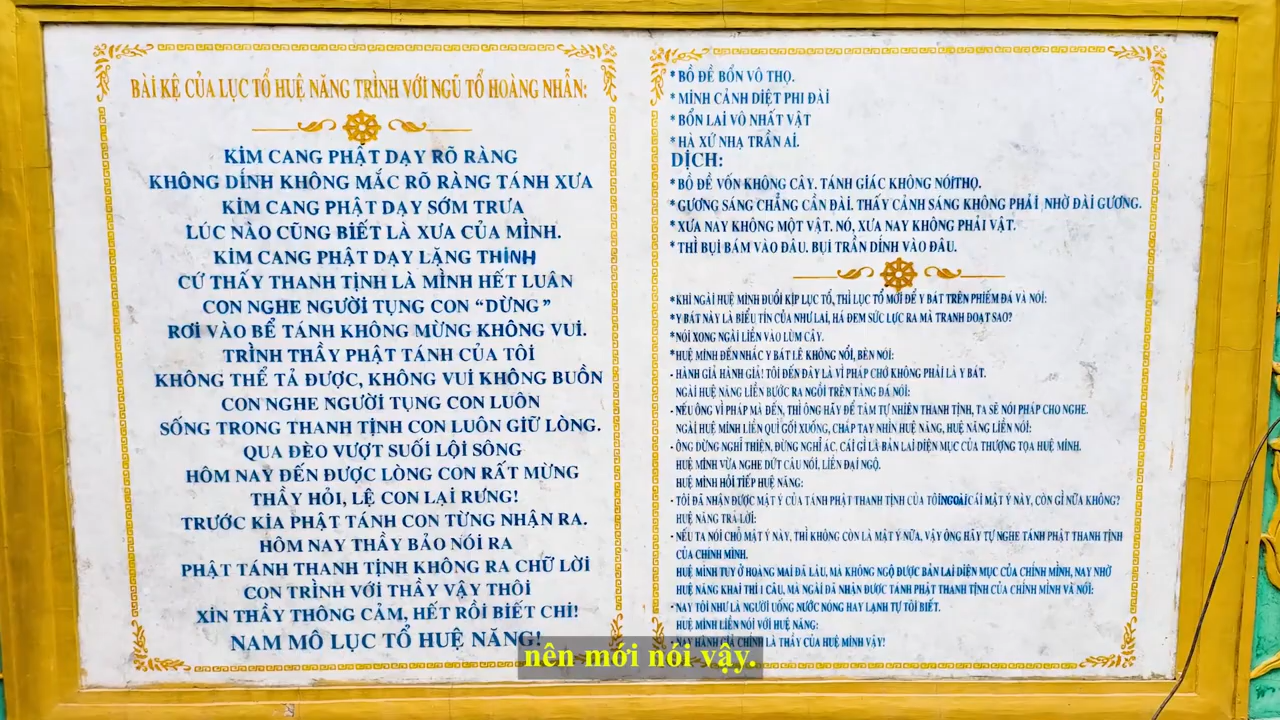 BÀI KỆ CỦA LỤC TỔ HUỆ NĂNG TRÌNH VỚI NGŨ TỔ HOÀNG NHẪN:
KIM CANG PHẬT DẠY RÕ RÀNG
KHÔNG DÍNH KHÔNG MẮC RÕ RÀNG TÁNH XƯA
KIM CANG PHẬT DẠY SỚM TRƯA
LÚC NÀO CŨNG BIẾT LÀ XƯA CỦA MÌNH.
KIM CANG PHẬT DẠY LẶNG THINH
CỨ THẤY THANH TỊNH LÀ MÌNH HẾT LUÂN
CON NGHE NGƯỜI TỤNG CON "DỪNG"
RƠI VÀO BỂ TÁNH KHÔNG MỪNG KHÔNG VUI.
TRÌNH THẦY PHẬT TÁNH CỦA TÔI
KHÔNG THỂ TẢ ĐƯỢC, KHÔNG VUI KHÔNG BUỒN
CON NGHE NGƯỜI TỤNG CON LUÔN
SỐNG TRONG THANH TỊNH CON LUÔN GIỮ LÒNG.
QUA ĐÈO VƯỢT SUỐI LỘI SÔNG
HÔM NAY ĐẾN ĐƯỢC LÒNG CON RẤT MỪNG
THẦY HỎI, LỆ CON LẠI RƯNG!
TRƯỚC KIA PHẬT TÁNH CON TỪNG NHẬN RA.
HÔM NAY THẦY BẢO NÓI RA
PHẬT TÁNH THANH TỊNH KHÔNG RA CHỮ LỜI
CON TRÌNH VỚI THẦY VẬY THÔI
XIN THẦY THÔNG CẢM, HẾT RỒI BIẾT CHI!
NAM MÔ LỤC TỔ HUỆ NĂNG!
* BỒ ĐỀ BỔN VÔ THỌ.
* MINH CẢNH DIỆT PHI ĐÀI
* BỔN LAI VÔ NHẤT VẬT
* HÀ XỨ NHẠ TRẦN AI.
DỊCH:
* BỒ ĐỀ VỐN KHÔNG CÂY. TÁNH GIÁC KHÔNG NƠI THỌ.
* GƯƠNG SÁNG CHẲNG CẦN ĐÀI. THẤY CẢNH SÁNG KHÔNG PHẢI NHỜ ĐÀI GƯƠNG.
* XƯA NAY KHÔNG MỘT VẬT. NÓ, XƯA NAY KHÔNG PHẢI VẬT.
* THÌ BỤI BÁM VÀO ĐÂU. BỤI TRẦN DÍNH VÀO ĐÂU.
* KHI NGÀI HUỆ MINH ĐUỔI KỊP LỤC TỔ, THÌ LỤC TỔ MỚI ĐỂ Y BÁT TRÊN PHIẾM ĐÁ VÀ NÓI:
* Y BÁT NÀY LÀ BIỂU TÍN CỦA NHƯ LAI, HÁ ĐEM SỨC LỰC RA MÀ TRANH ĐOẠT SAO?
* NÓI XONG NGÀI LIỀN VÀO LÙM CÂY.
* HUỆ MINH ĐẾN NHẤC Y BÁT LÊ KHÔNG NỔI, BÈN NÓI:
- HÀNH GIẢ HÀNH GIẢ! TÔI ĐẾN ĐÂY LÀ VÌ PHÁP CHỚ KHÔNG PHẢI LÀ Y BÁT.
NGÀI HUỆ NĂNG LIỀN BƯỚC RA NGỒI TRÊN TẢNG ĐÁ NÓI:
- NẾU ÔNG VÌ PHÁP MÀ ĐẾN, THÌ ÔNG HÃY ĐỂ TÂM TỰ NHIÊN THANH TỊNH, TA SẼ NÓI PHÁP CHO NGHE.
NGÀI HUỆ MINH LIỀN QUÌ GỐI XUỐNG, CHÁP TAY NHÌN HUỆ NĂNG, HUỆ NĂNG LIỀN NÓI:
- ÔNG DỪNG NGHĨ THIỆN, ĐỪNG NGHĨ ÁC, CÁI GÌ LÀ BẢN LAI DIỆN MỤC CỦA THƯỢNG TỌA HUỆ MINH.
HUỆ MINH VỪA NGHE DỨT CÂU NÓI, LIỀN ĐẠI NGỘ.
HUỆ MINH HỎI TIẾP HUỆ NĂNG:
- TÔI ĐÃ NHẬN ĐƯỢC MẬT Ý CỦA TÁNH PHẬT THANH TỊNH CỦA TÔI NGOÀI CÁI MẬT Ý NÀY, CÒN GÌ NỮA KHÔNG?
HUỆ NĂNG TRẢ LỜI:
- NẾU TA NÓI CHỖ MẬT Ý NÀY, THÌ KHÔNG CÒN LÀ MẬT Ý NỮA, VẬY ÔNG HÃY TỰ NGHE TÁNH PHẬT THANH TỊNH
CỦA CHÍNH MÌNH.
HUỆ MINH TUY Ở HOÀNG MAI ĐÃ LÂU, MÀ KHÔNG NGỘ ĐƯỢC BẢN LAI DIỆN MỤC CỦA CHÍNH MÌNH, NAY NHỜ
HUỆ NĂNG KHAI THỊ 1 CÂU, MÀ NGÀI ĐÃ NHẬN ĐƯỢC TÁNH PHẬT THANH TỊNH CỦA CHÍNH MÌNH VÀ NÓI:
- NAY TÔI NHƯ LÀ NGƯỜI UỐNG NƯỚC NÓNG HAY LẠNH TỰ TÔI BIẾT.
HUỆ MINH LIỀN NÓI VỚI HUỆ NĂNG:
- NAY HÀNH GIẢ CHÍNH LÀ THẦY CỦA HUỆ MINH VẬY!
nên mới nói vậy.